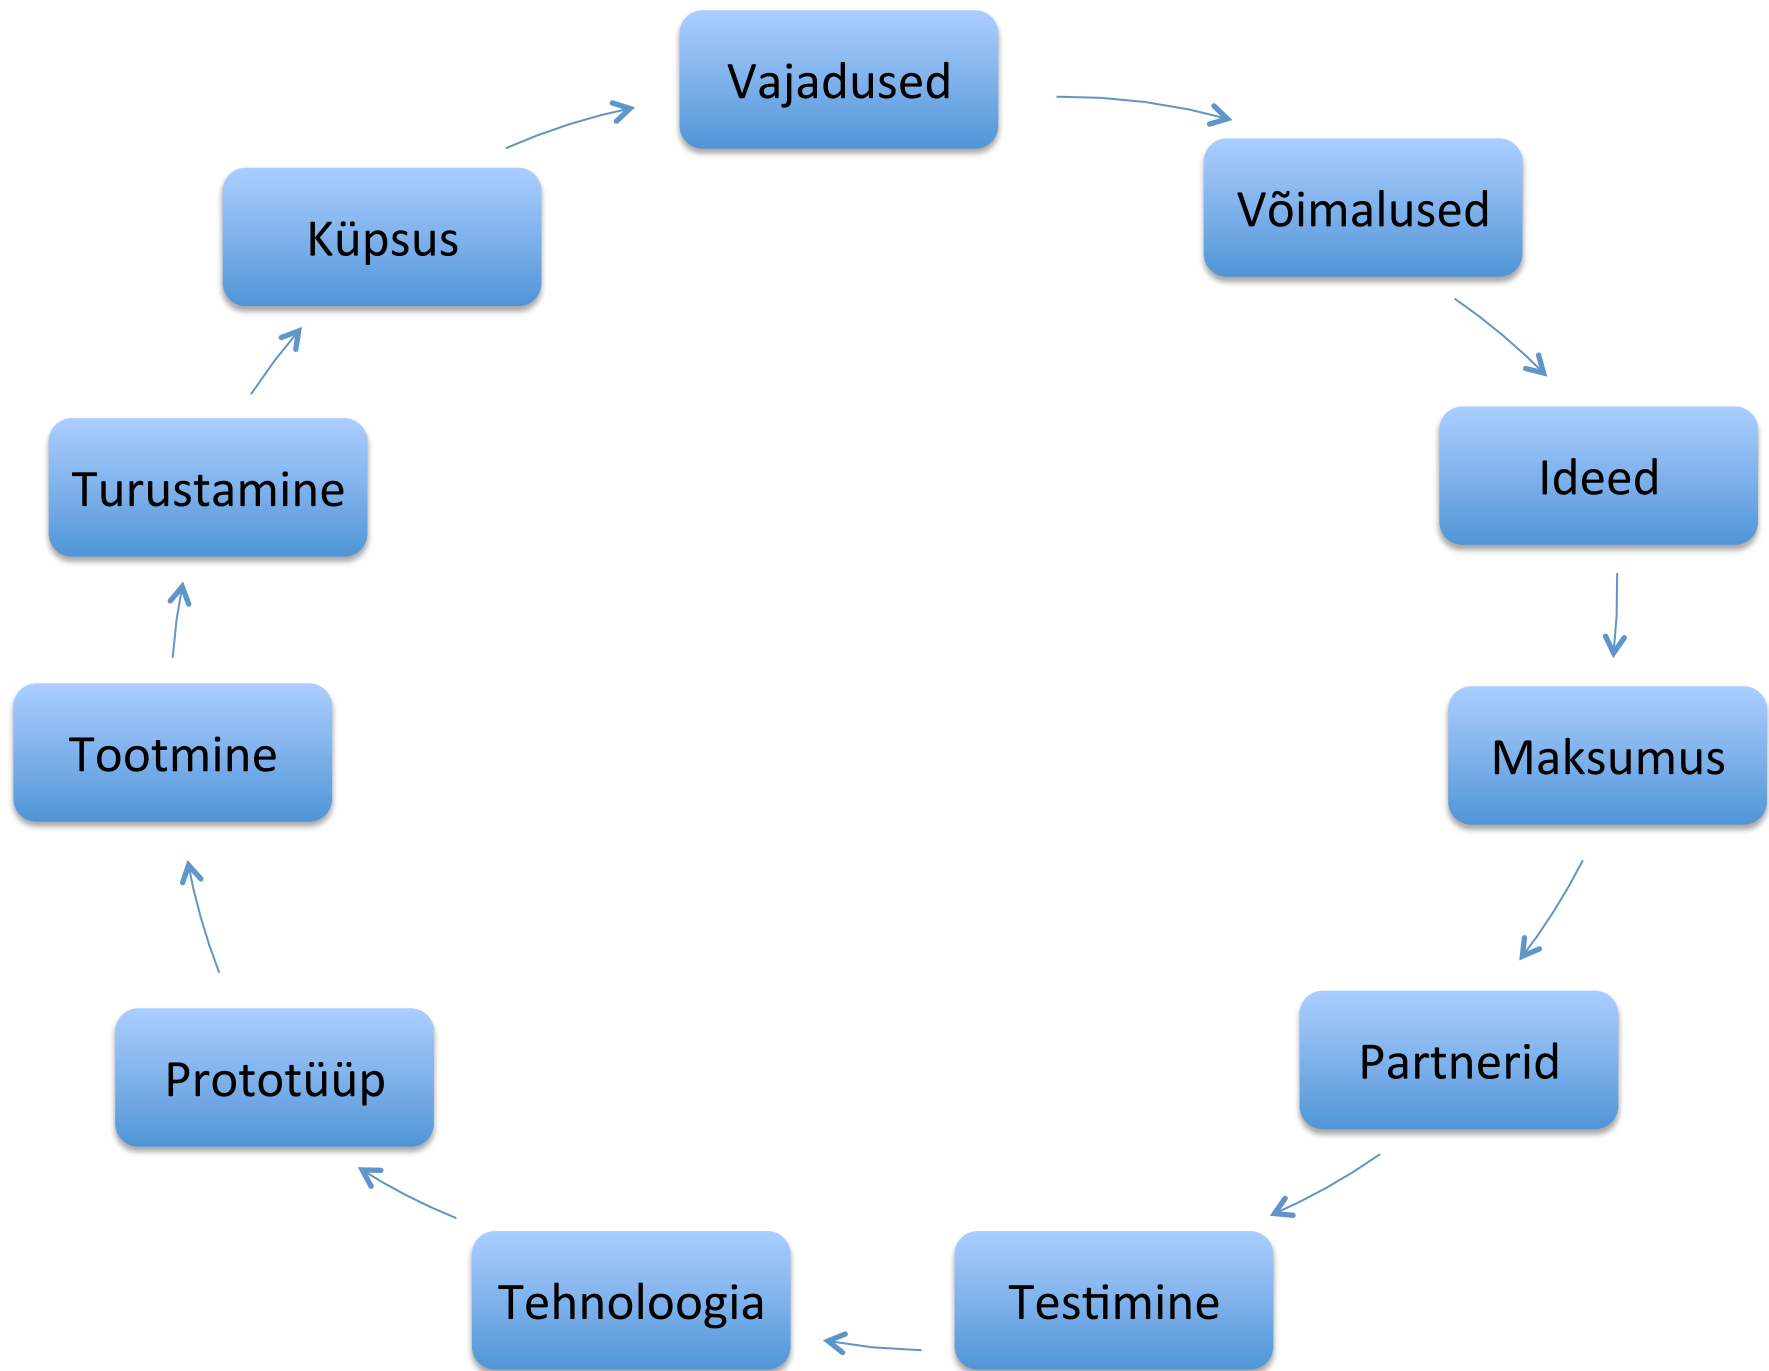 Vajadused
Võimalused
Ideed
Maksumus
Partnerid
Testimine
Tehnoloogia
Prototüüp
Tootmine
Turustamine
Küpsus